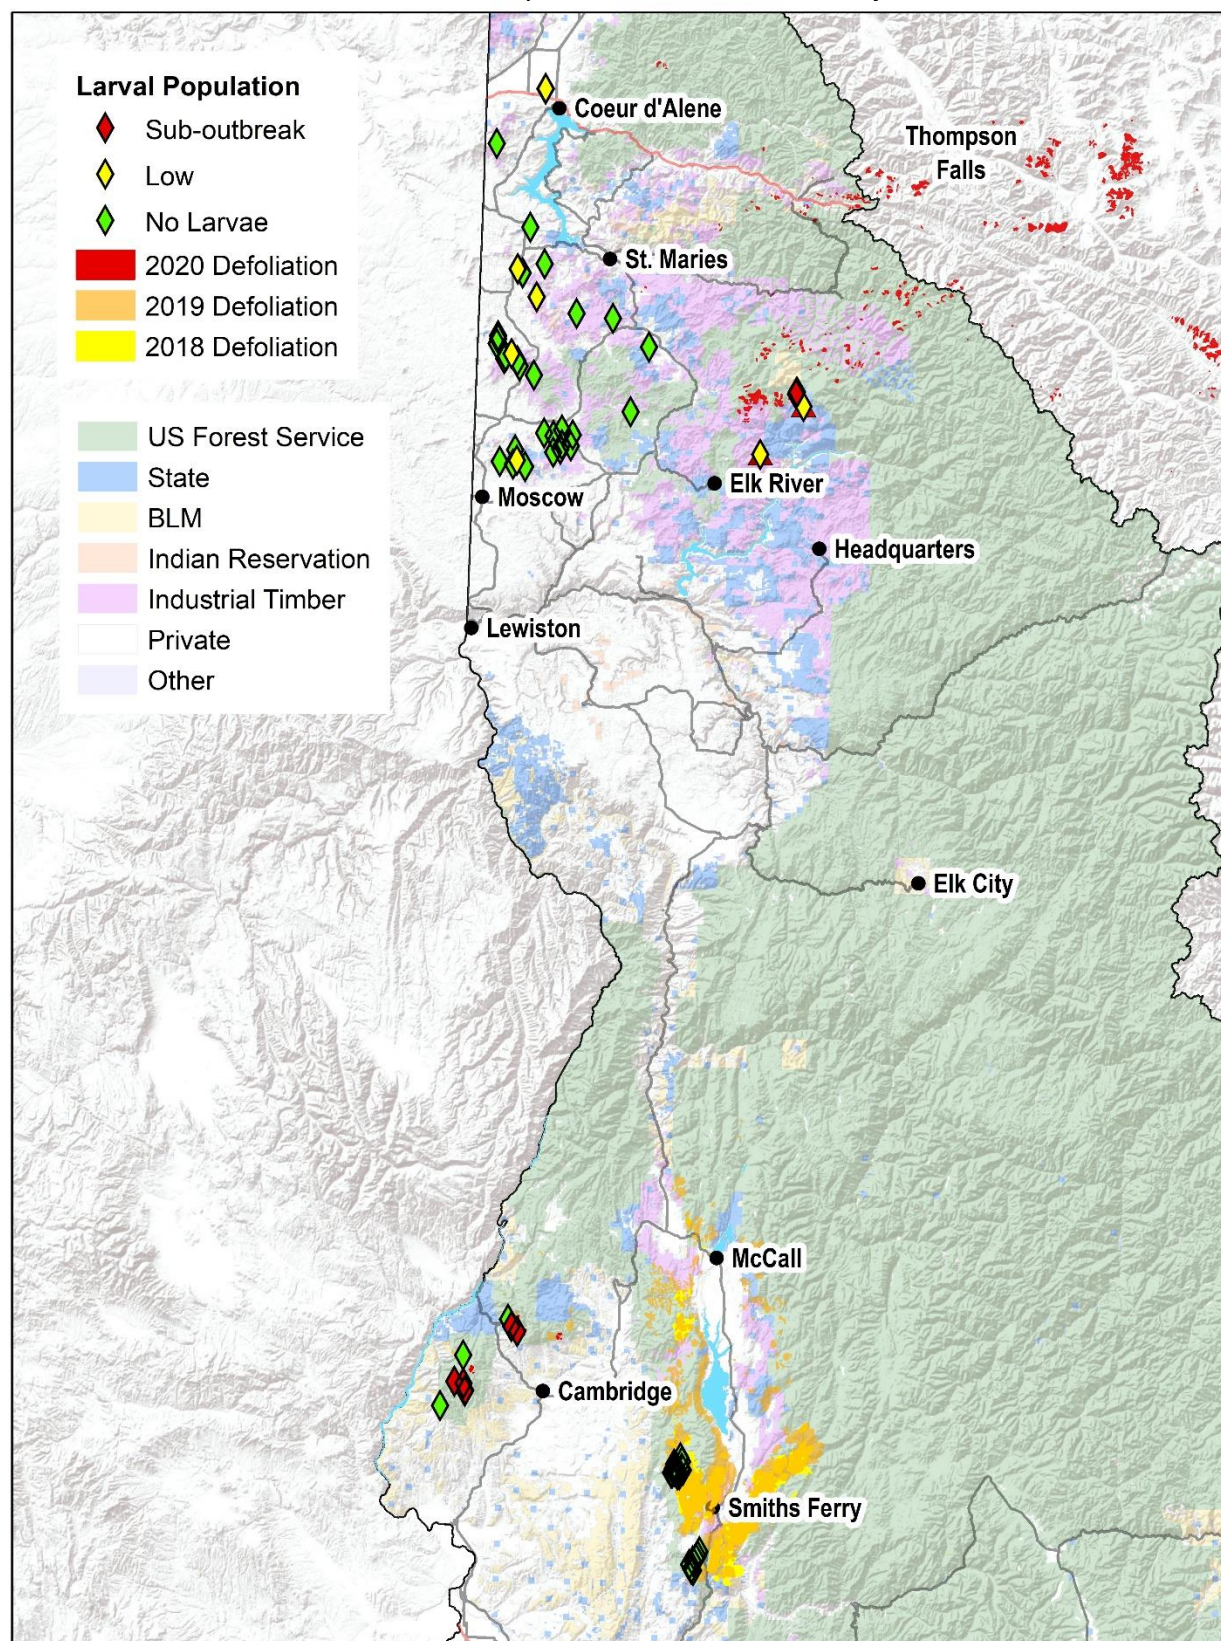 Larval Population
Sub-outbreak
Low
No Larvae
2020 Defoliation
2019 Defoliation
2018 Defoliation
US Forest Service
State
BLM
Indian Reservation
Industrial Timber
Private
Other
Coeur d'Alene
Thompson
Falls
St. Maries
Elk River
Moscow
Headquarters
Lewiston
Elk City
McCall
Cambridge
Smiths Ferry